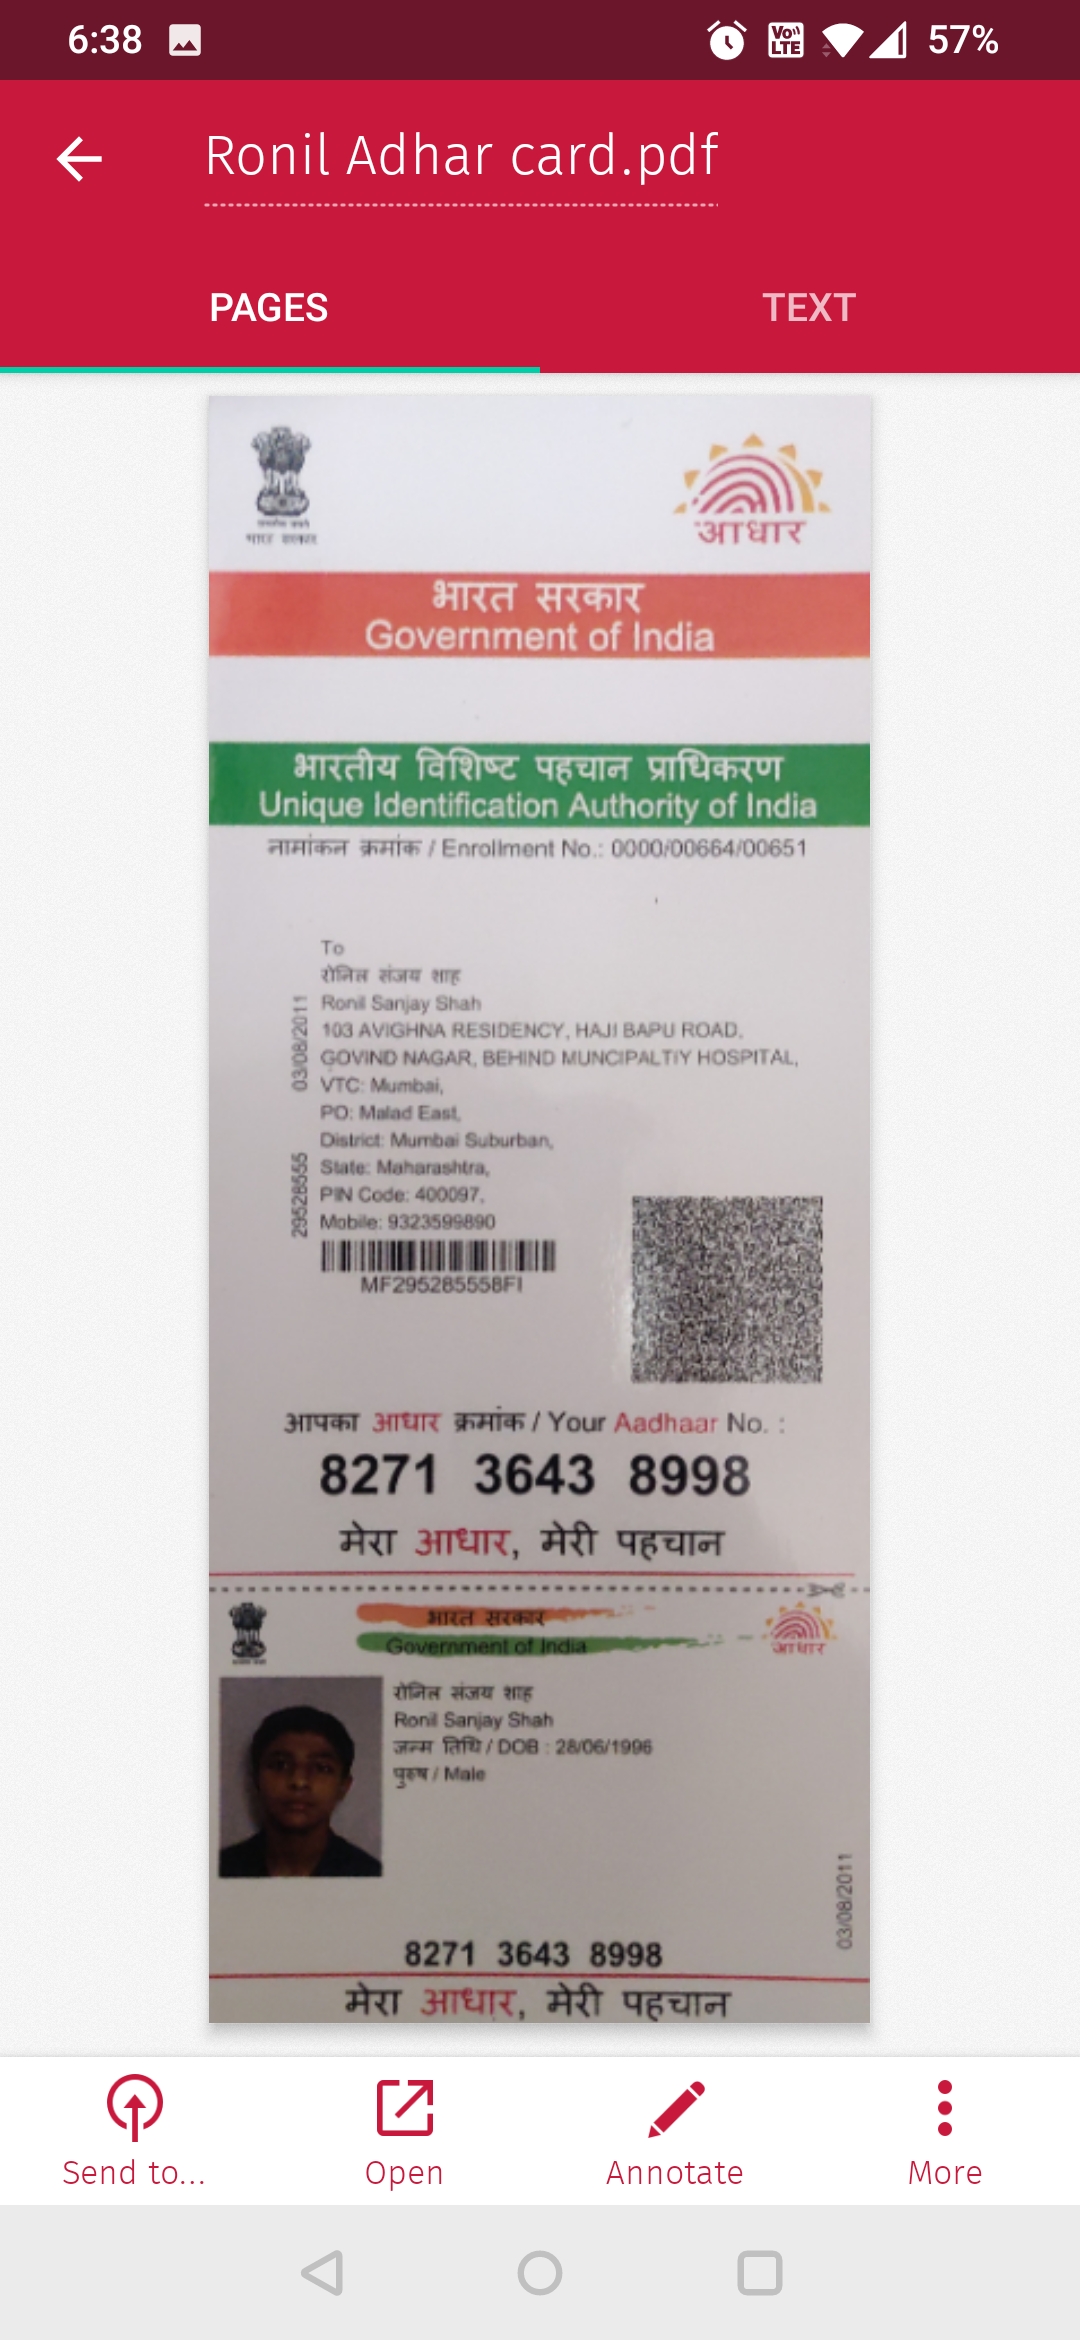 6:38 Vo)) LTE 57%
Ronil Adhar card.pdf
PAGES TEXT
भारत सरकार
आधार
भारत सरकार
Government of India
भारतीय विशिष्ट पहचान प्राधिकरण
Unique Identification Authority of India
नामांकन क्रमांक / Enrollment No.: 0000/00664/00651
To
रोनिल संजय शाह
Ronil Sanjay Shah
103 AVIGHNA RESIDENCY, HAJI BAPU ROAD,
GOVIND NAGAR, BEHIND MUNCIPALTIY HOSPITAL,
VTC: Mumbai,
PO: Malad East,
District: Mumbai Suburban,
State: Maharashtra,
PIN Code: 400097,
Mobile: 9323599890
03/08/2011
29528555
MF295285558FI
आपका आधार क्रमांक / Your Aadhaar No. :
8271 3643 8998
मेरा आधार, मेरी पहचान
भारत सरकार
Government of India
आधार
रोनिल संजय शाह
Ronil Sanjay Shah
जन्म तिथि / DOB : 28/06/1996
पुरुष / Male
03/08/2011
8271 3643 8998
मेरा आधार, मेरी पहचान
Send to... Open Annotate More